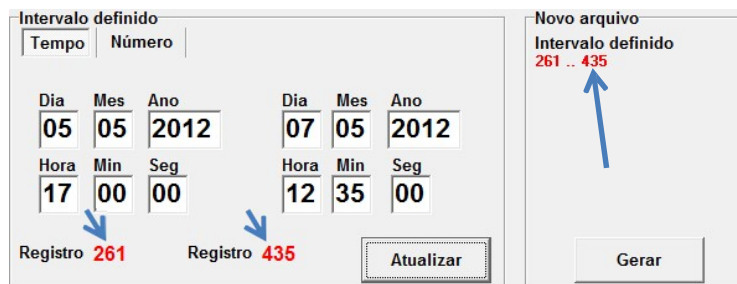 Intervalo definido
Tempo Número
Dia Mes Ano Dia Mes Ano
05 05 2012 07 05 2012
Hora Min Seg Hora Min Seg
17 00 00 12 35 00
Registro 261 Registro 435 Atualizar
Novo arquivo
Intervalo definido
261 .. 435
Gerar